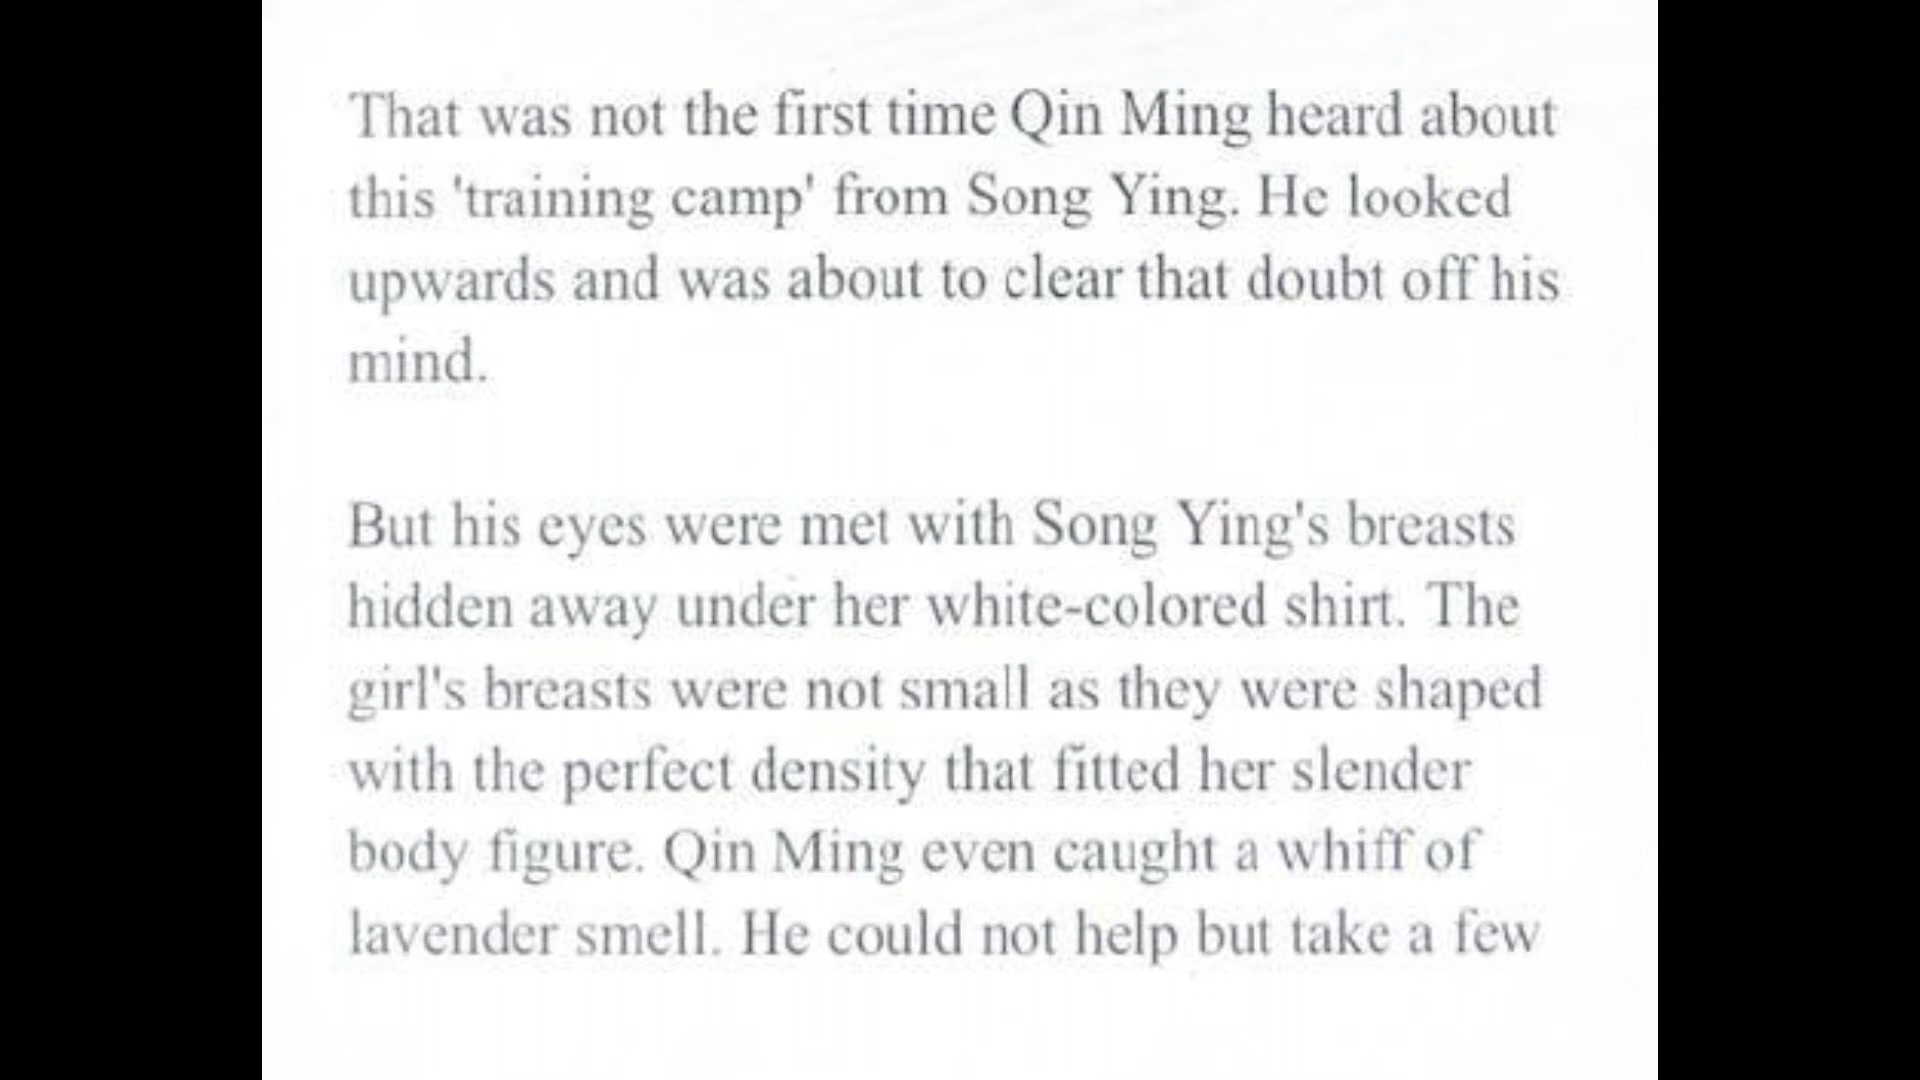 That was not the first time Qin Ming heard about
this 'training camp' from Song Ying. He looked
upwards and was about to clear that doubt off his
mind.
But his eyes were met with Song Ying's breasts
hidden away under her white-colored shirt. The
girl's breasts were not small as they were shaped
with the perfect density that fitted her slender
body figure. Qin Ming even caught a whiff of
lavender smell. He could not help but take a few